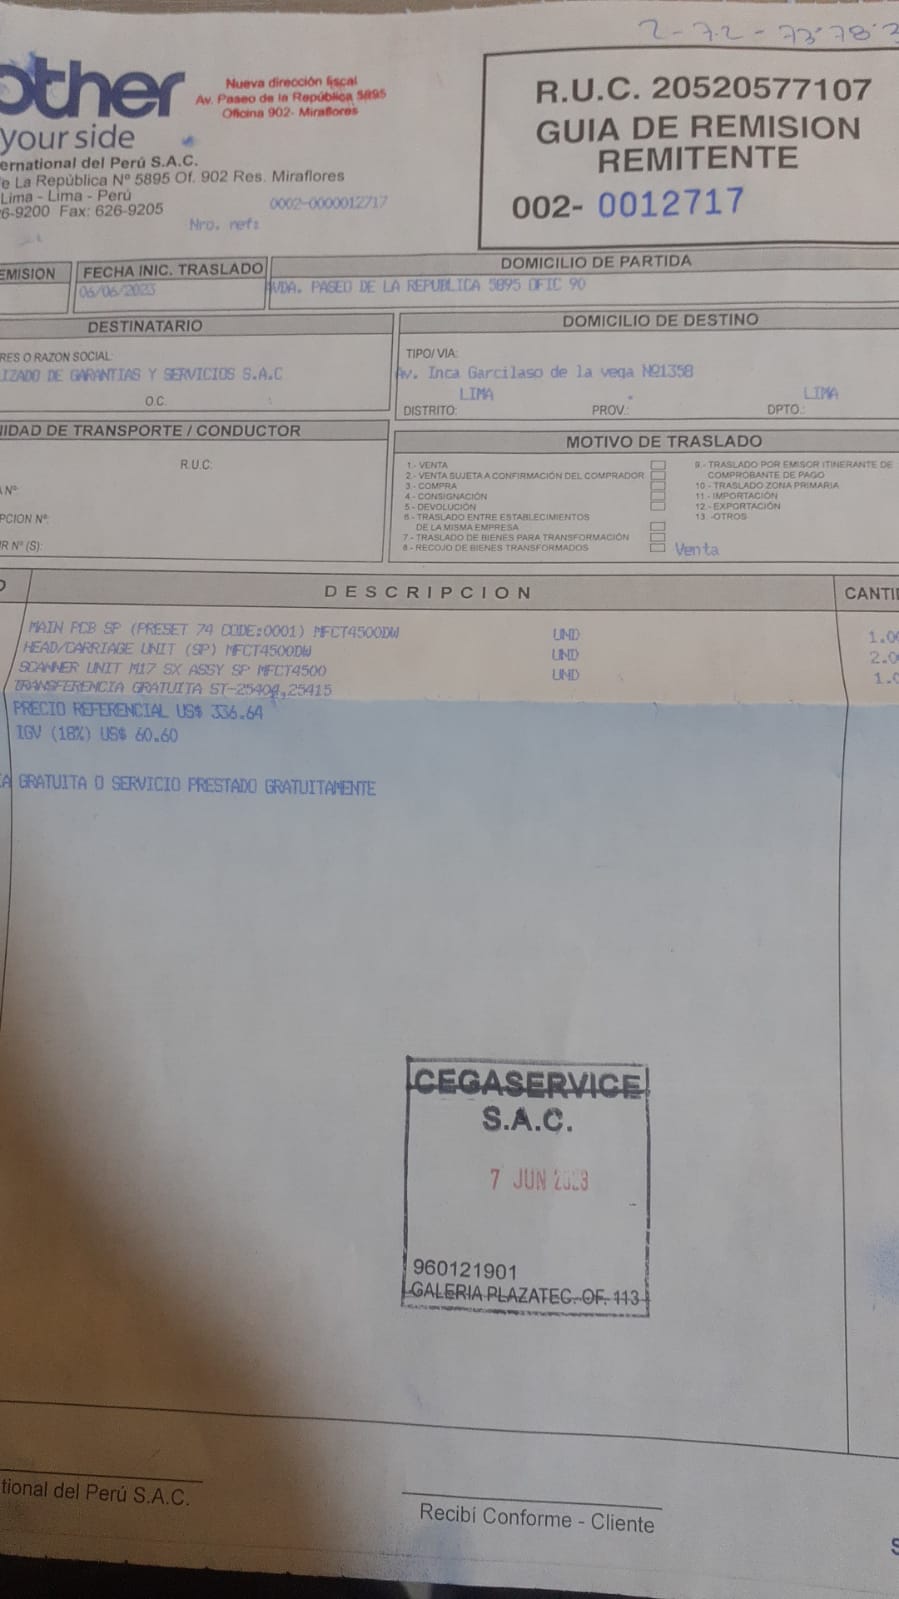 2-72-73'783
other
your side
Nueva dirección fiscal
Av. Paseo de la República 5895
Oficina 902- Miraflores
ernational del Perú S.A.C.
e La República Nº 5895 Of. 902 Res. Miraflores
Lima - Lima - Perú
26-9200 Fax: 626-9205
0002-0000012717
Nro. ref:
R.U.C. 20520577107
GUIA DE REMISION
REMITENTE
002- 0012717
EMISION
FECHA INIC. TRASLADO
06/06/2023
DOMICILIO DE PARTIDA
AVDA. PASEO DE LA REPUBLICA 5895 OFIC 90
DESTINATARIO
RES O RAZON SOCIAL:
IZADO DE GARANTIAS Y SERVICIOS S.A.C
O.C.
DOMICILIO DE DESTINO
TIPO/ VIA:
Av. Inca Garcilaso de la vega Nº1358
LIMA LIMA
DISTRITO: PROV.: DPTO.:
NIDAD DE TRANSPORTE / CONDUCTOR
R.U.C:
A Nº:
PCION Nº:
R Nº (S):
MOTIVO DE TRASLADO
1.- VENTA
2.- VENTA SUJETA A CONFIRMACIÓN DEL COMPRADOR
3.- COMPRA
4.- CONSIGNACIÓN
5.- DEVOLUCIÓN
6.- TRASLADO ENTRE ESTABLECIMIENTOS
DE LA MISMA EMPRESA
7.- TRASLADO DE BIENES PARA TRANSFORMACIÓN
8.- RECOJO DE BIENES TRANSFORMADOS
9.- TRASLADO POR EMISOR ITINERANTE DE
COMPROBANTE DE PAGO
10.- TRASLADO ZONA PRIMARIA
11.- IMPORTACIÓN
12.- EXPORTACIÓN
13.-OTROS
Venta
O DESCRIPCION CANTI
MAIN PCB SP (PRESET 74 CODE:0001) MFCT4500DW UND 1.00
HEAD/CARRIAGE UNIT (SP) MFCT4500DW UND 2.0
SCANNER UNIT M17 SX ASSY SP MFCT4500 UND 1.0
TRANSFERENCIA GRATUITA ST-25404,25415
PRECIO REFERENCIAL US$ 336.64
IGV (18%) US$ 60.60
A GRATUITA O SERVICIO PRESTADO GRATUITAMENTE
CEGASERVICE
S.A.C.
7 JUN 2023
960121901
GALERIA PLAZATEC. OF. 113
tional del Perú S.A.C.
Recibí Conforme - Cliente
S